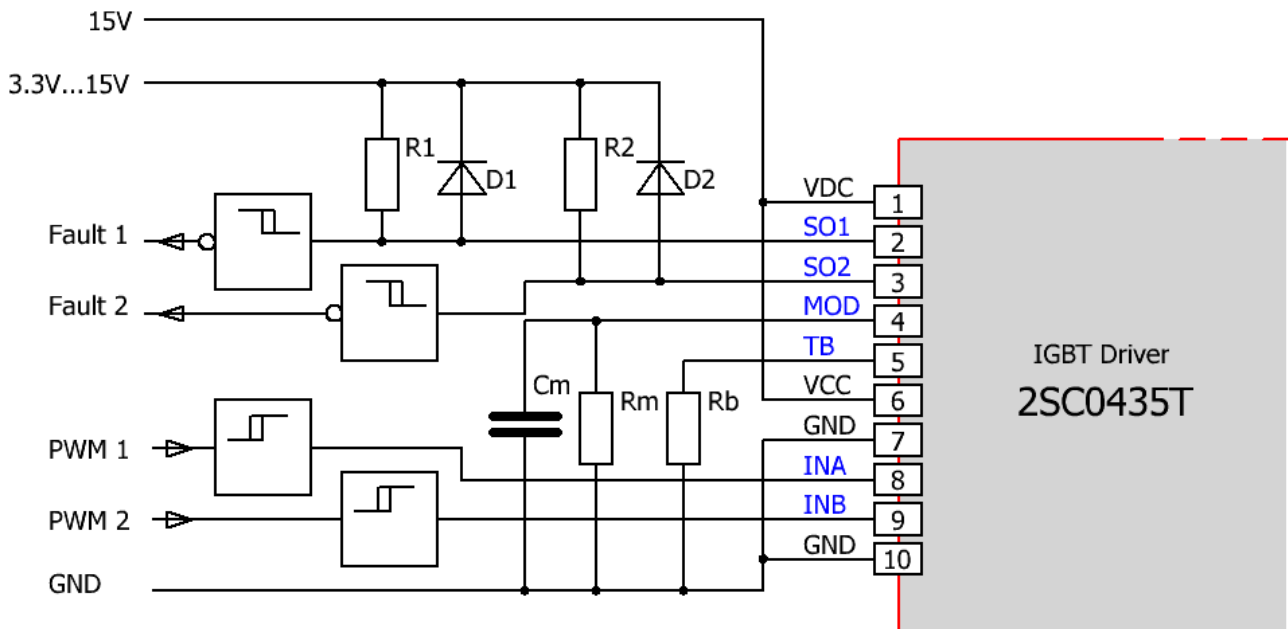 15V
3.3V...15V
R1
D1
R2
D2
VDC
1
Fault 1
SO1
2
SO2
3
Fault 2
MOD
4
TB
5
IGBT Driver
2SC0435T
Cm
Rm
Rb
VCC
6
GND
7
PWM 1
INA
8
PWM 2
INB
9
GND
10
GND